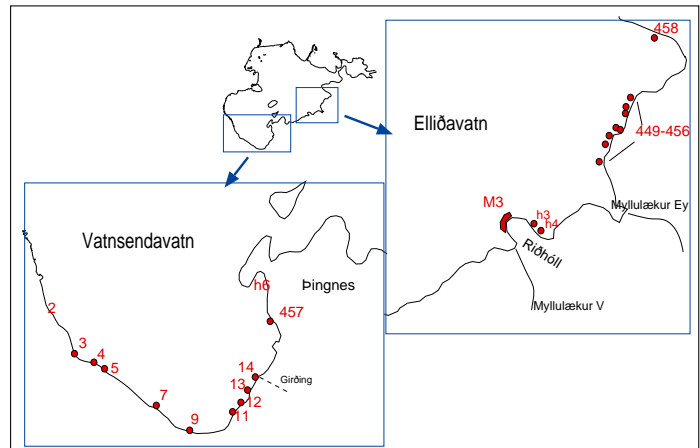 458
Elliðavatn
449-456
Myllulækur Ey
M3
h3
h4
Riðhóll
Myllulækur V
Vatnsendavatn
h6
Þingnes
2
457
3
4
5
14
Girðing
13
7
12
11
9